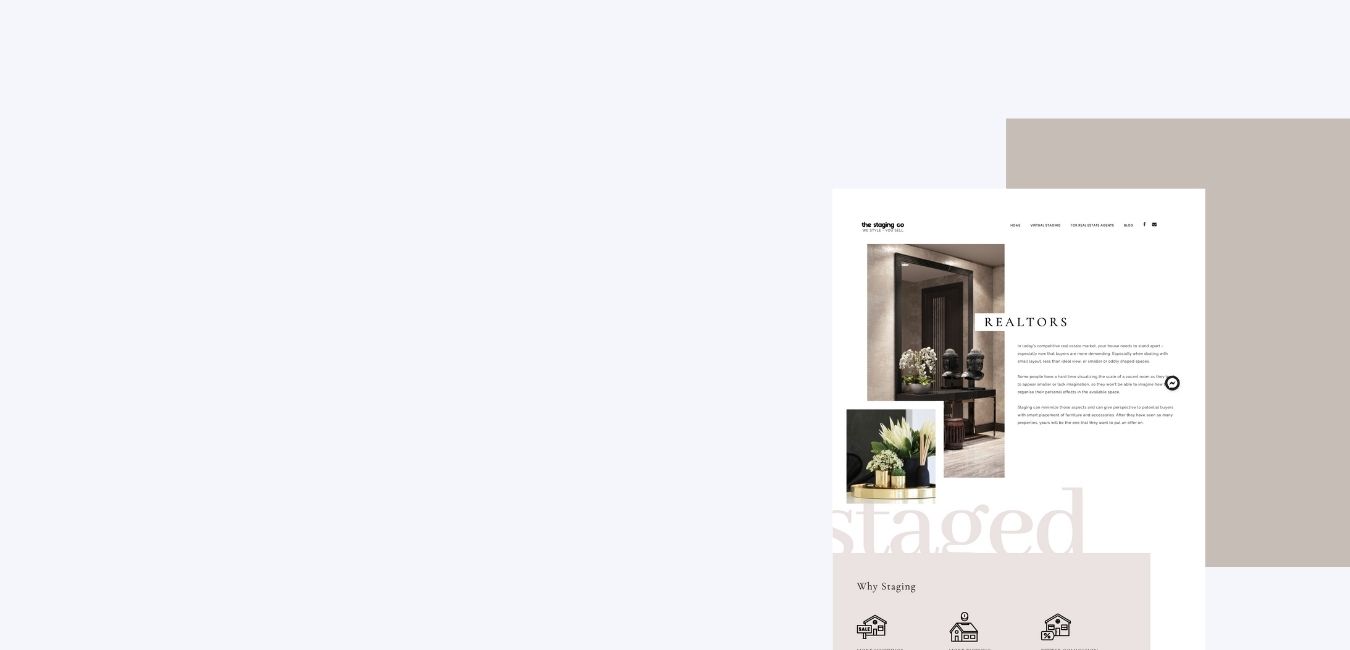 the staging co
WE STYLE YOU SELL
HOME VIRTUAL STAGING FOR REAL ESTATE AGENTS BLOG
REALTORS
In today's competitive real estate market, your house needs to stand apart -
especially now that buyers are more demanding. Especially when dealing with
small layout, less than ideal view, or smaller or oddly shaped spaces.
Some people have a hard time visualizing the scale of a vacant room as
to appear smaller or lack imagination, so they won't be able to imagine how
organise their personal effects in the available space.
Staging can minimize those aspects and can give perspective to potential buyers
with smart placement of furniture and accessories. After they have seen so many
properties, yours will be the one that they want to put an offer on.
staged
Why Staging
SALE
%